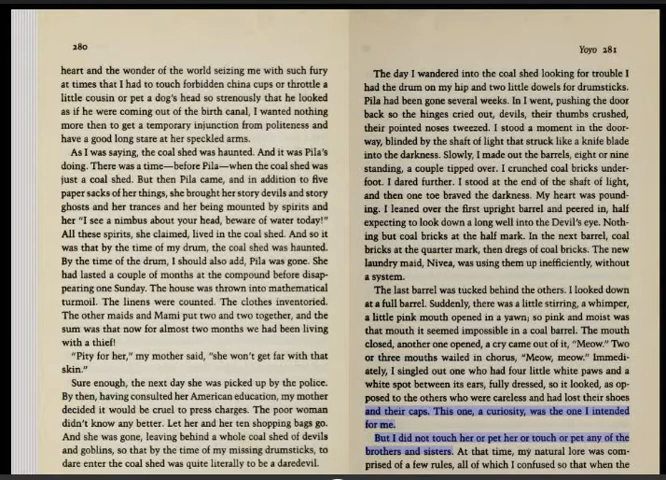 280
heart and the wonder of the world seizing me with such fury
at times that I had to touch forbidden china cups or throttle a
little cousin or pet a dog's head so strenuously that he looked
as if he were coming out of the birth canal, I wanted nothing
more then to get a temporary injunction from politeness and
have a good long stare at her speckled arms.
As I was saying, the coal shed was haunted. And it was Pila's
doing. There was a time—before Pila—when the coal shed was
just a coal shed. But then Pila came, and in addition to five
paper sacks of her things, she brought her story devils and story
ghosts and her trances and her being mounted by spirits and
her "I see a nimbus about your head, beware of water today!"
All these spirits, she claimed, lived in the coal shed. And so it
was that by the time of my drum, the coal shed was haunted.
By the time of the drum, I should also add, Pila was gone. She
had lasted a couple of months at the compound before disap-
pearing one Sunday. The house was thrown into mathematical
turmoil. The linens were counted. The clothes inventoried.
The other maids and Mami put two and two together, and the
sum was that now for almost two months we had been living
with a thief!
"Pity for her," my mother said, "she won't get far with that
skin."
Sure enough, the next day she was picked up by the police.
By then, having consulted her American education, my mother
decided it would be cruel to press charges. The poor woman
didn't know any better. Let her and her ten shopping bags go.
And she was gone, leaving behind a whole coal shed of devils
and goblins, so that by the time of my missing drumsticks, to
dare enter the coal shed was quite literally to be a daredevil.
Yoyo 281
The day I wandered into the coal shed looking for trouble I
had the drum on my hip and two little dowels for drumsticks.
Pila had been gone several weeks. In I went, pushing the door
back so the hinges cried out, devils, their thumbs crushed,
their pointed noses tweezed. I stood a moment in the door-
way, blinded by the shaft of light that struck like a knife blade
into the darkness. Slowly, I made out the barrels, eight or nine
standing, a couple tipped over. I crunched coal bricks under-
foot. I dared further. I stood at the end of the shaft of light,
and then one toe braved the darkness. My heart was pound-
ing. I leaned over the first upright barrel and peered in, half
expecting to look down a long well into the Devil's eye. Noth-
ing but coal bricks at the half mark. In the next barrel, coal
bricks at the quarter mark, then dregs of coal bricks. The new
laundry maid, Nivea, was using them up inefficiently, without
a system.
The last barrel was tucked behind the others. I looked down
at a full barrel. Suddenly, there was a little stirring, a whimper,
a little pink mouth opened in a yawn; so pink and moist was
that mouth it seemed impossible in a coal barrel. The mouth
closed, another one opened, a cry came out of it, "Meow." Two
or three mouths wailed in chorus, "Meow, meow." Immedi-
ately, I singled out one who had four little white paws and a
white spot between its ears, fully dressed, so it looked, as op-
posed to the others who were careless and had lost their shoes
and their caps. This one, a curiosity, was the one I intended
for me.
But I did not touch her or pet her or touch or pet any of the
brothers and sisters. At that time, my natural lore was com-
prised of a few rules, all of which I confused so that when the